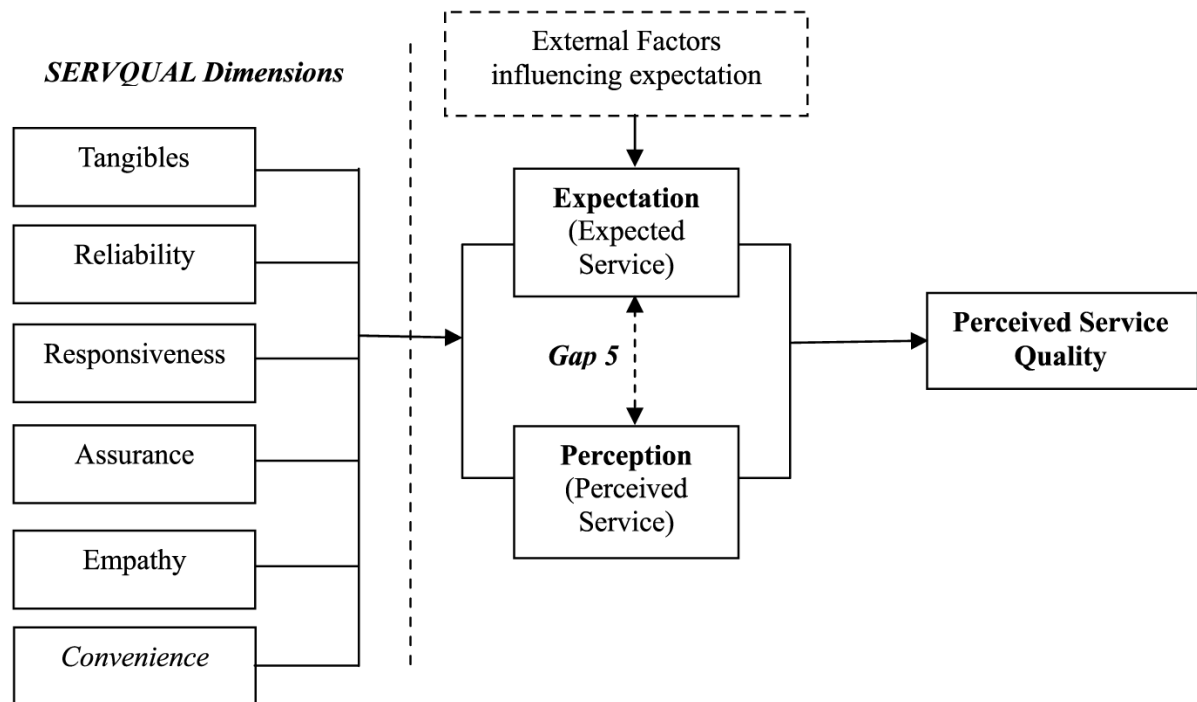 SERVQUAL Dimensions
Tangibles
Reliability
Responsiveness
Assurance
Empathy
Convenience
External Factors
influencing expectation
Expectation
(Expected
Service)
Gap 5
Perception
(Perceived
Service)
Perceived Service
Quality